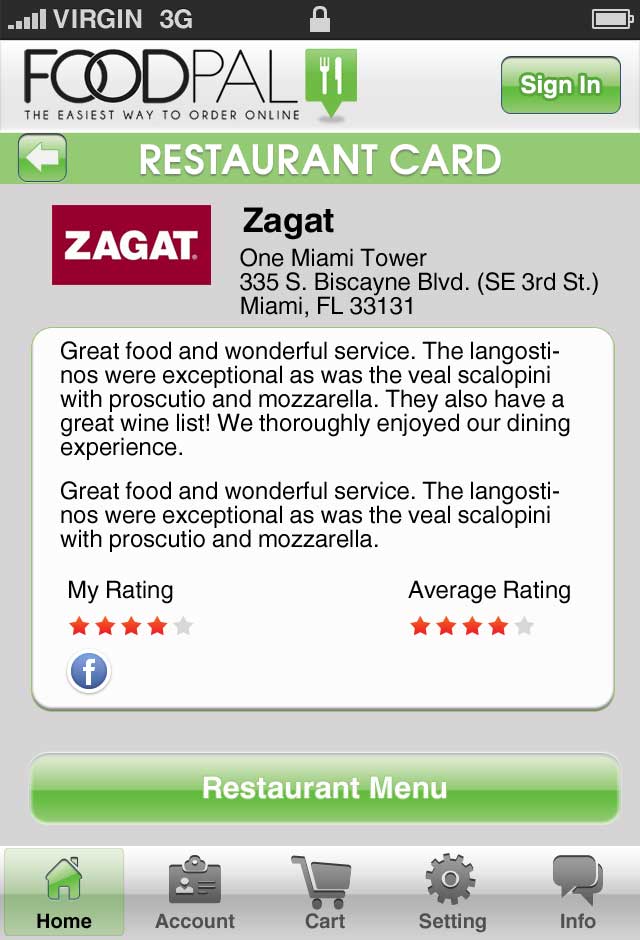 VIRGIN 3G
FOODPAL
THE EASIEST WAY TO ORDER ONLINE
Sign In
RESTAURANT CARD
ZAGAT®
Zagat
One Miami Tower
335 S. Biscayne Blvd. (SE 3rd St.)
Miami, FL 33131
Great food and wonderful service. The langosti-
nos were exceptional as was the veal scalopini
with proscutio and mozzarella. They also have a
great wine list! We thoroughly enjoyed our dining
experience.
Great food and wonderful service. The langosti-
nos were exceptional as was the veal scalopini
with proscutio and mozzarella.
My Rating
Average Rating
f
Restaurant Menu
Home
Account
Cart
Setting
Info